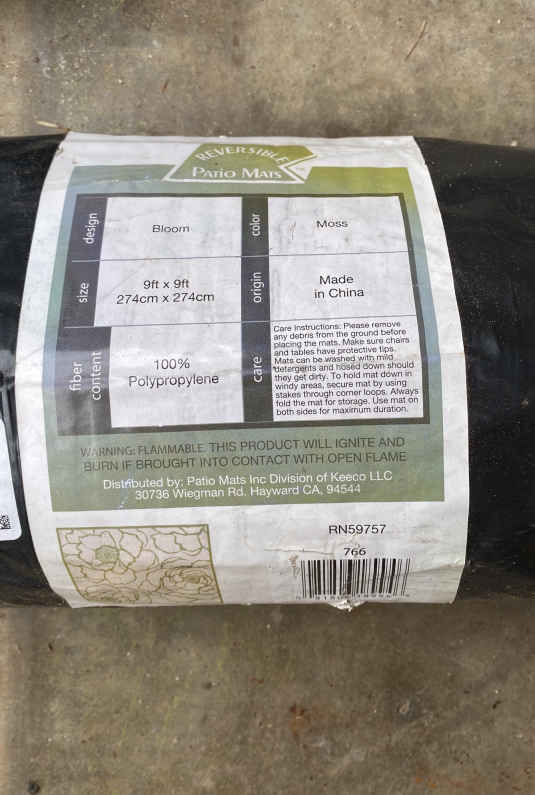 REVERSIBLE
PATIO MATS
design
Bloom
color
Moss
size
9ft x 9ft
274cm x 274cm
origin
Made
in China
fiber
content
100%
Polypropylene
care
Care Instructions: Please remove
any debris from the ground before
placing the mats. Make sure chairs
and tables have protective tips.
Mats can be washed with mild
detergents and hosed down should
they get dirty. To hold mat down in
windy areas, secure mat by using
stakes through corner loops. Always
fold the mat for storage. Use mat on
both sides for maximum duration.
WARNING: FLAMMABLE. THIS PRODUCT WILL IGNITE AND
BURN IF BROUGHT INTO CONTACT WITH OPEN FLAME.
Distributed by: Patio Mats Inc Division of Keeco LLC
30736 Wiegman Rd. Hayward CA, 94544
RN59757
766